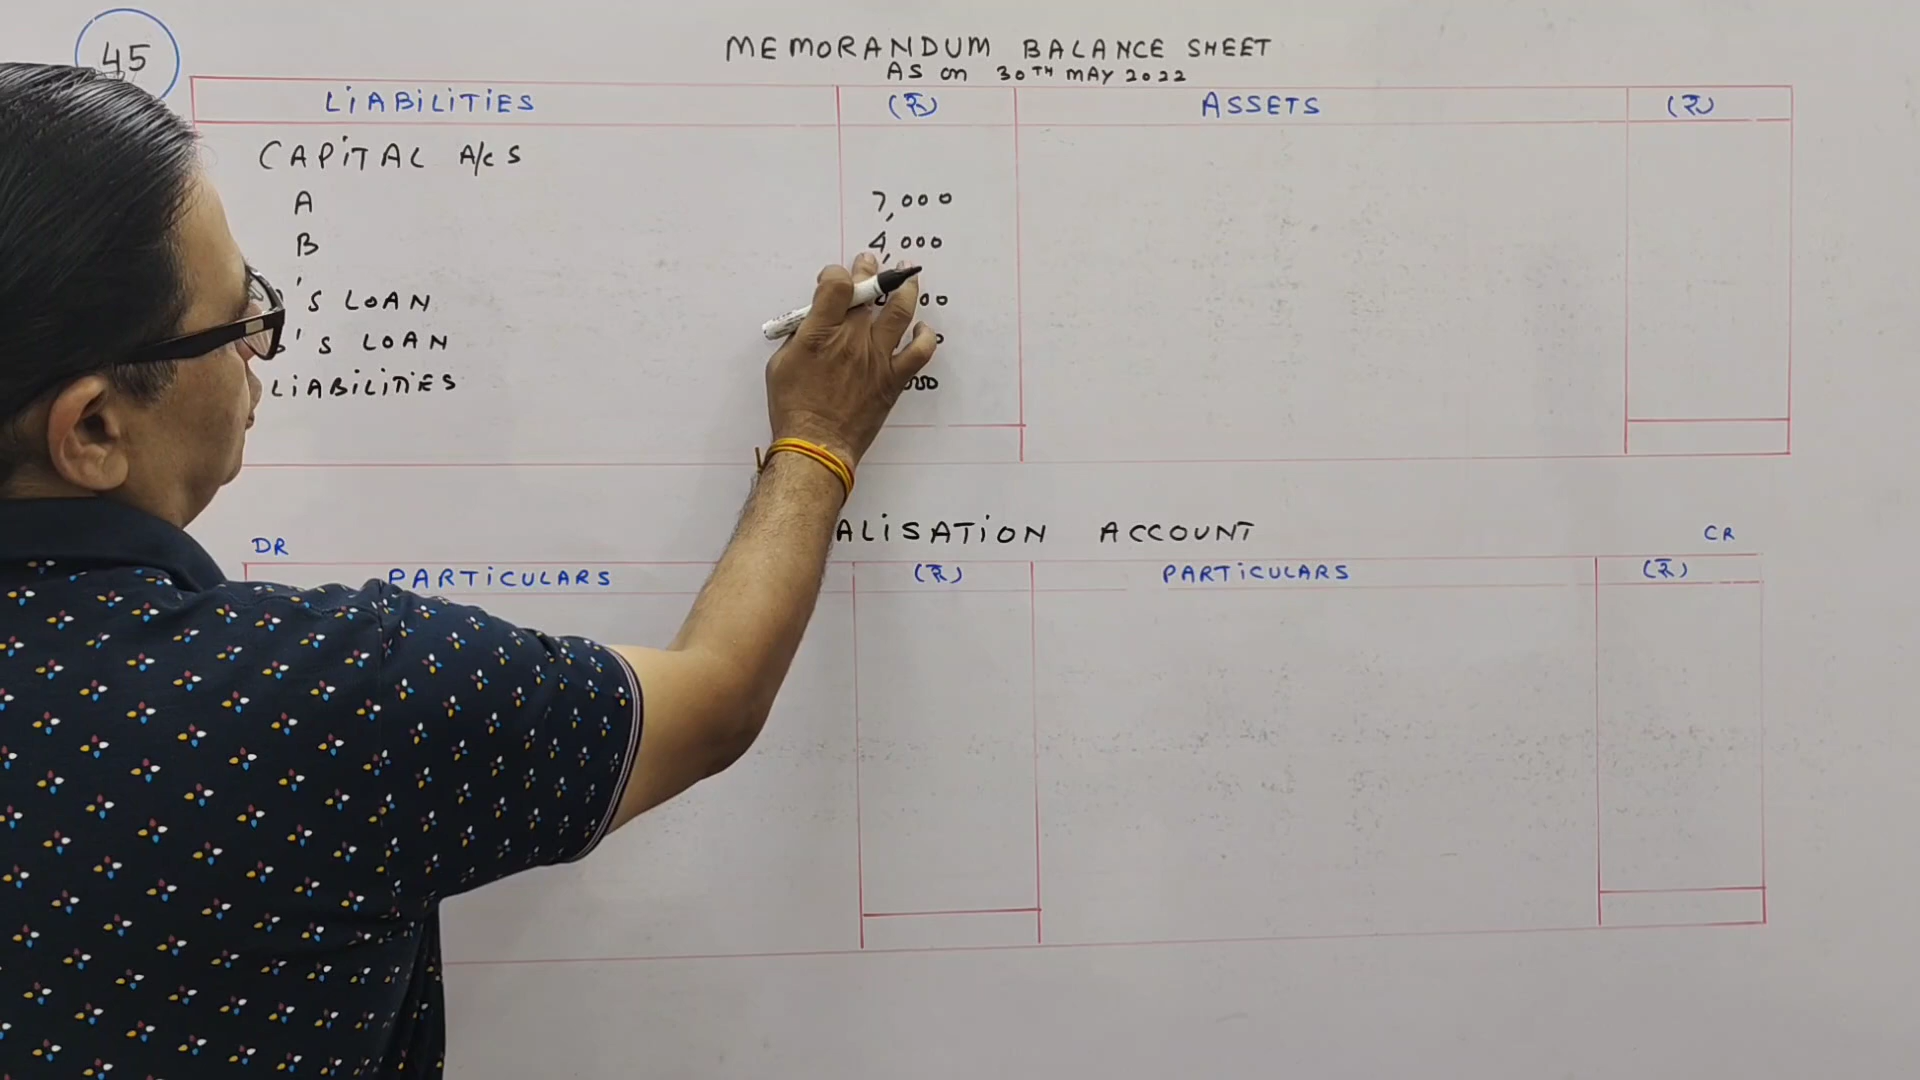 45
MEMORANDUM BALANCE SHEET
AS on 30TH MAY 2022
LIABILITIES (₹) ASSETS (₹)
CAPITAL A/c S
A 7,000
B 4,000
'S LOAN
'S LOAN
LIABILITIES
ALISATION ACCOUNT
DR CR
PARTICULARS (₹) PARTICULARS (₹)